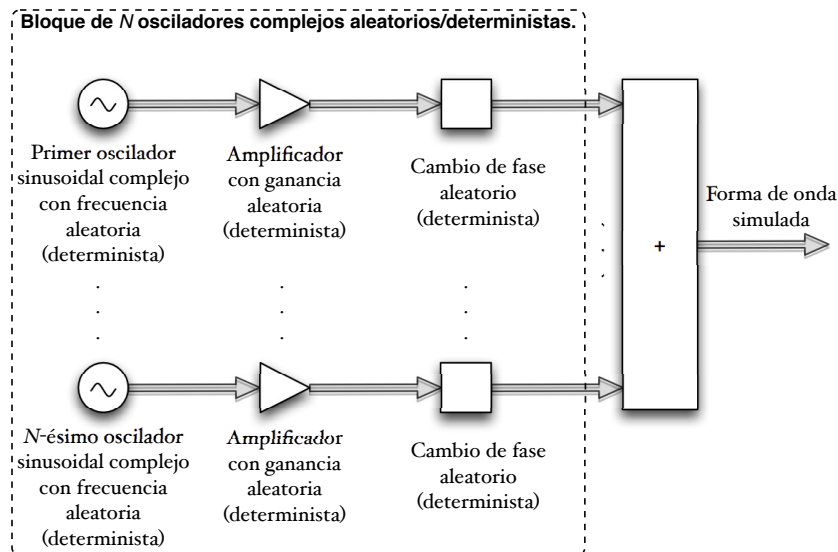 Bloque de N osciladores complejos aleatorios/deterministas.
Primer oscilador
sinusoidal complejo
con frecuencia
aleatoria
(determinista)
Amplificador
con ganancia
aleatoria
(determinista)
Cambio de fase
aleatorio
(determinista)
+
Forma de onda
simulada
N-ésimo oscilador
sinusoidal complejo
con frecuencia
aleatoria
(determinista)
Amplificador
con ganancia
aleatoria
(determinista)
Cambio de fase
aleatorio
(determinista)